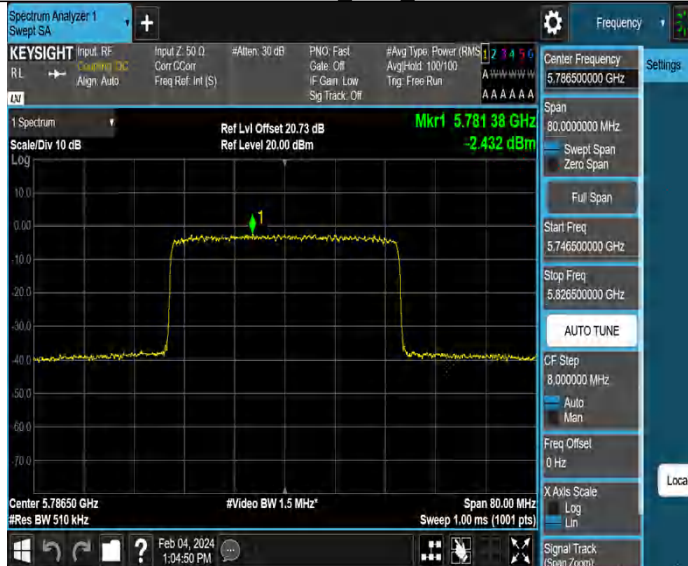 Spectrum Analyzer 1
Swept SA
Frequency
KEYSIGHT
RL
Input: RF
Coupling: DC
Align: Auto
Input Z: 50 Ω
Corr CCorr
Freq Ref: Int (S)
#Atten: 30 dB
PNO: Fast
Gate: Off
IF Gain: Low
Sig Track: Off
#Avg Type: Power (RMS
Avg|Hold: 100/100
Trig: Free Run
1 2 3 4 5 6
A W W W W W
A A A A A A
LXI
1 Spectrum
Scale/Div 10 dB
Log
Ref Lvl Offset 20.73 dB
Ref Level 20.00 dBm
Mkr1 5.781 38 GHz
-2.432 dBm
10.0
0.00
-10.0
-20.0
-30.0
-40.0
-50.0
-60.0
-70.0
1
Center 5.78650 GHz
#Res BW 510 kHz
#Video BW 1.5 MHz*
Span 80.00 MHz
Sweep 1.00 ms (1001 pts)
Center Frequency
5.786500000 GHz
Span
80.0000000 MHz
Swept Span
Zero Span
Full Span
Start Freq
5.746500000 GHz
Stop Freq
5.826500000 GHz
AUTO TUNE
CF Step
8.000000 MHz
Auto
Man
Freq Offset
0 Hz
X Axis Scale
Log
Lin
Signal Track
(Span Zoom)
Settings
Loca
?
Feb 04, 2024
1:04:50 PM